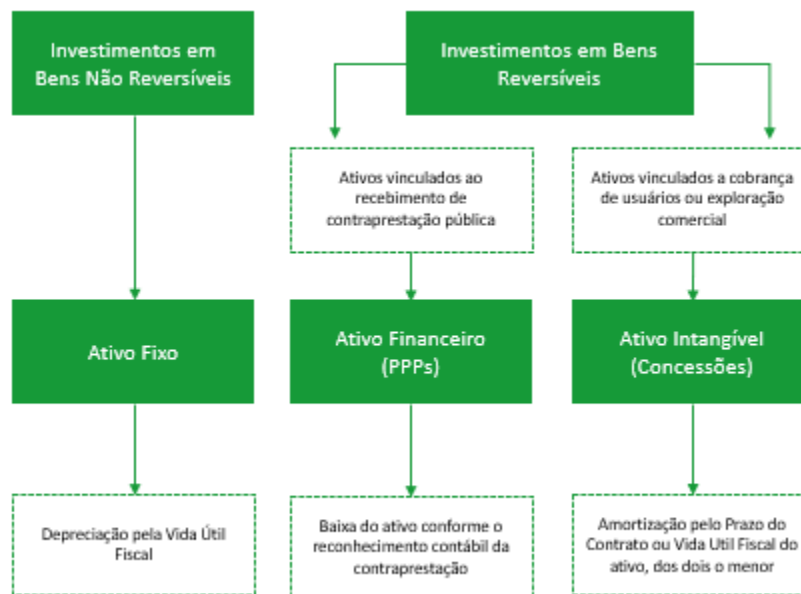 Investimentos em
Bens Não Reversíveis
Investimentos em Bens
Reversíveis
Ativos vinculados ao
recebimento de
contraprestação pública
Ativos vinculados a cobrança
de usuários ou exploração
comercial
Ativo Fixo
Ativo Financeiro
(PPPs)
Ativo Intangível
(Concessões)
Depreciação pela Vida Útil
Fiscal
Baixa do ativo conforme o
reconhecimento contábil da
contraprestação
Amortização pelo Prazo do
Contrato ou Vida Util Fiscal do
ativo, dos dois o menor